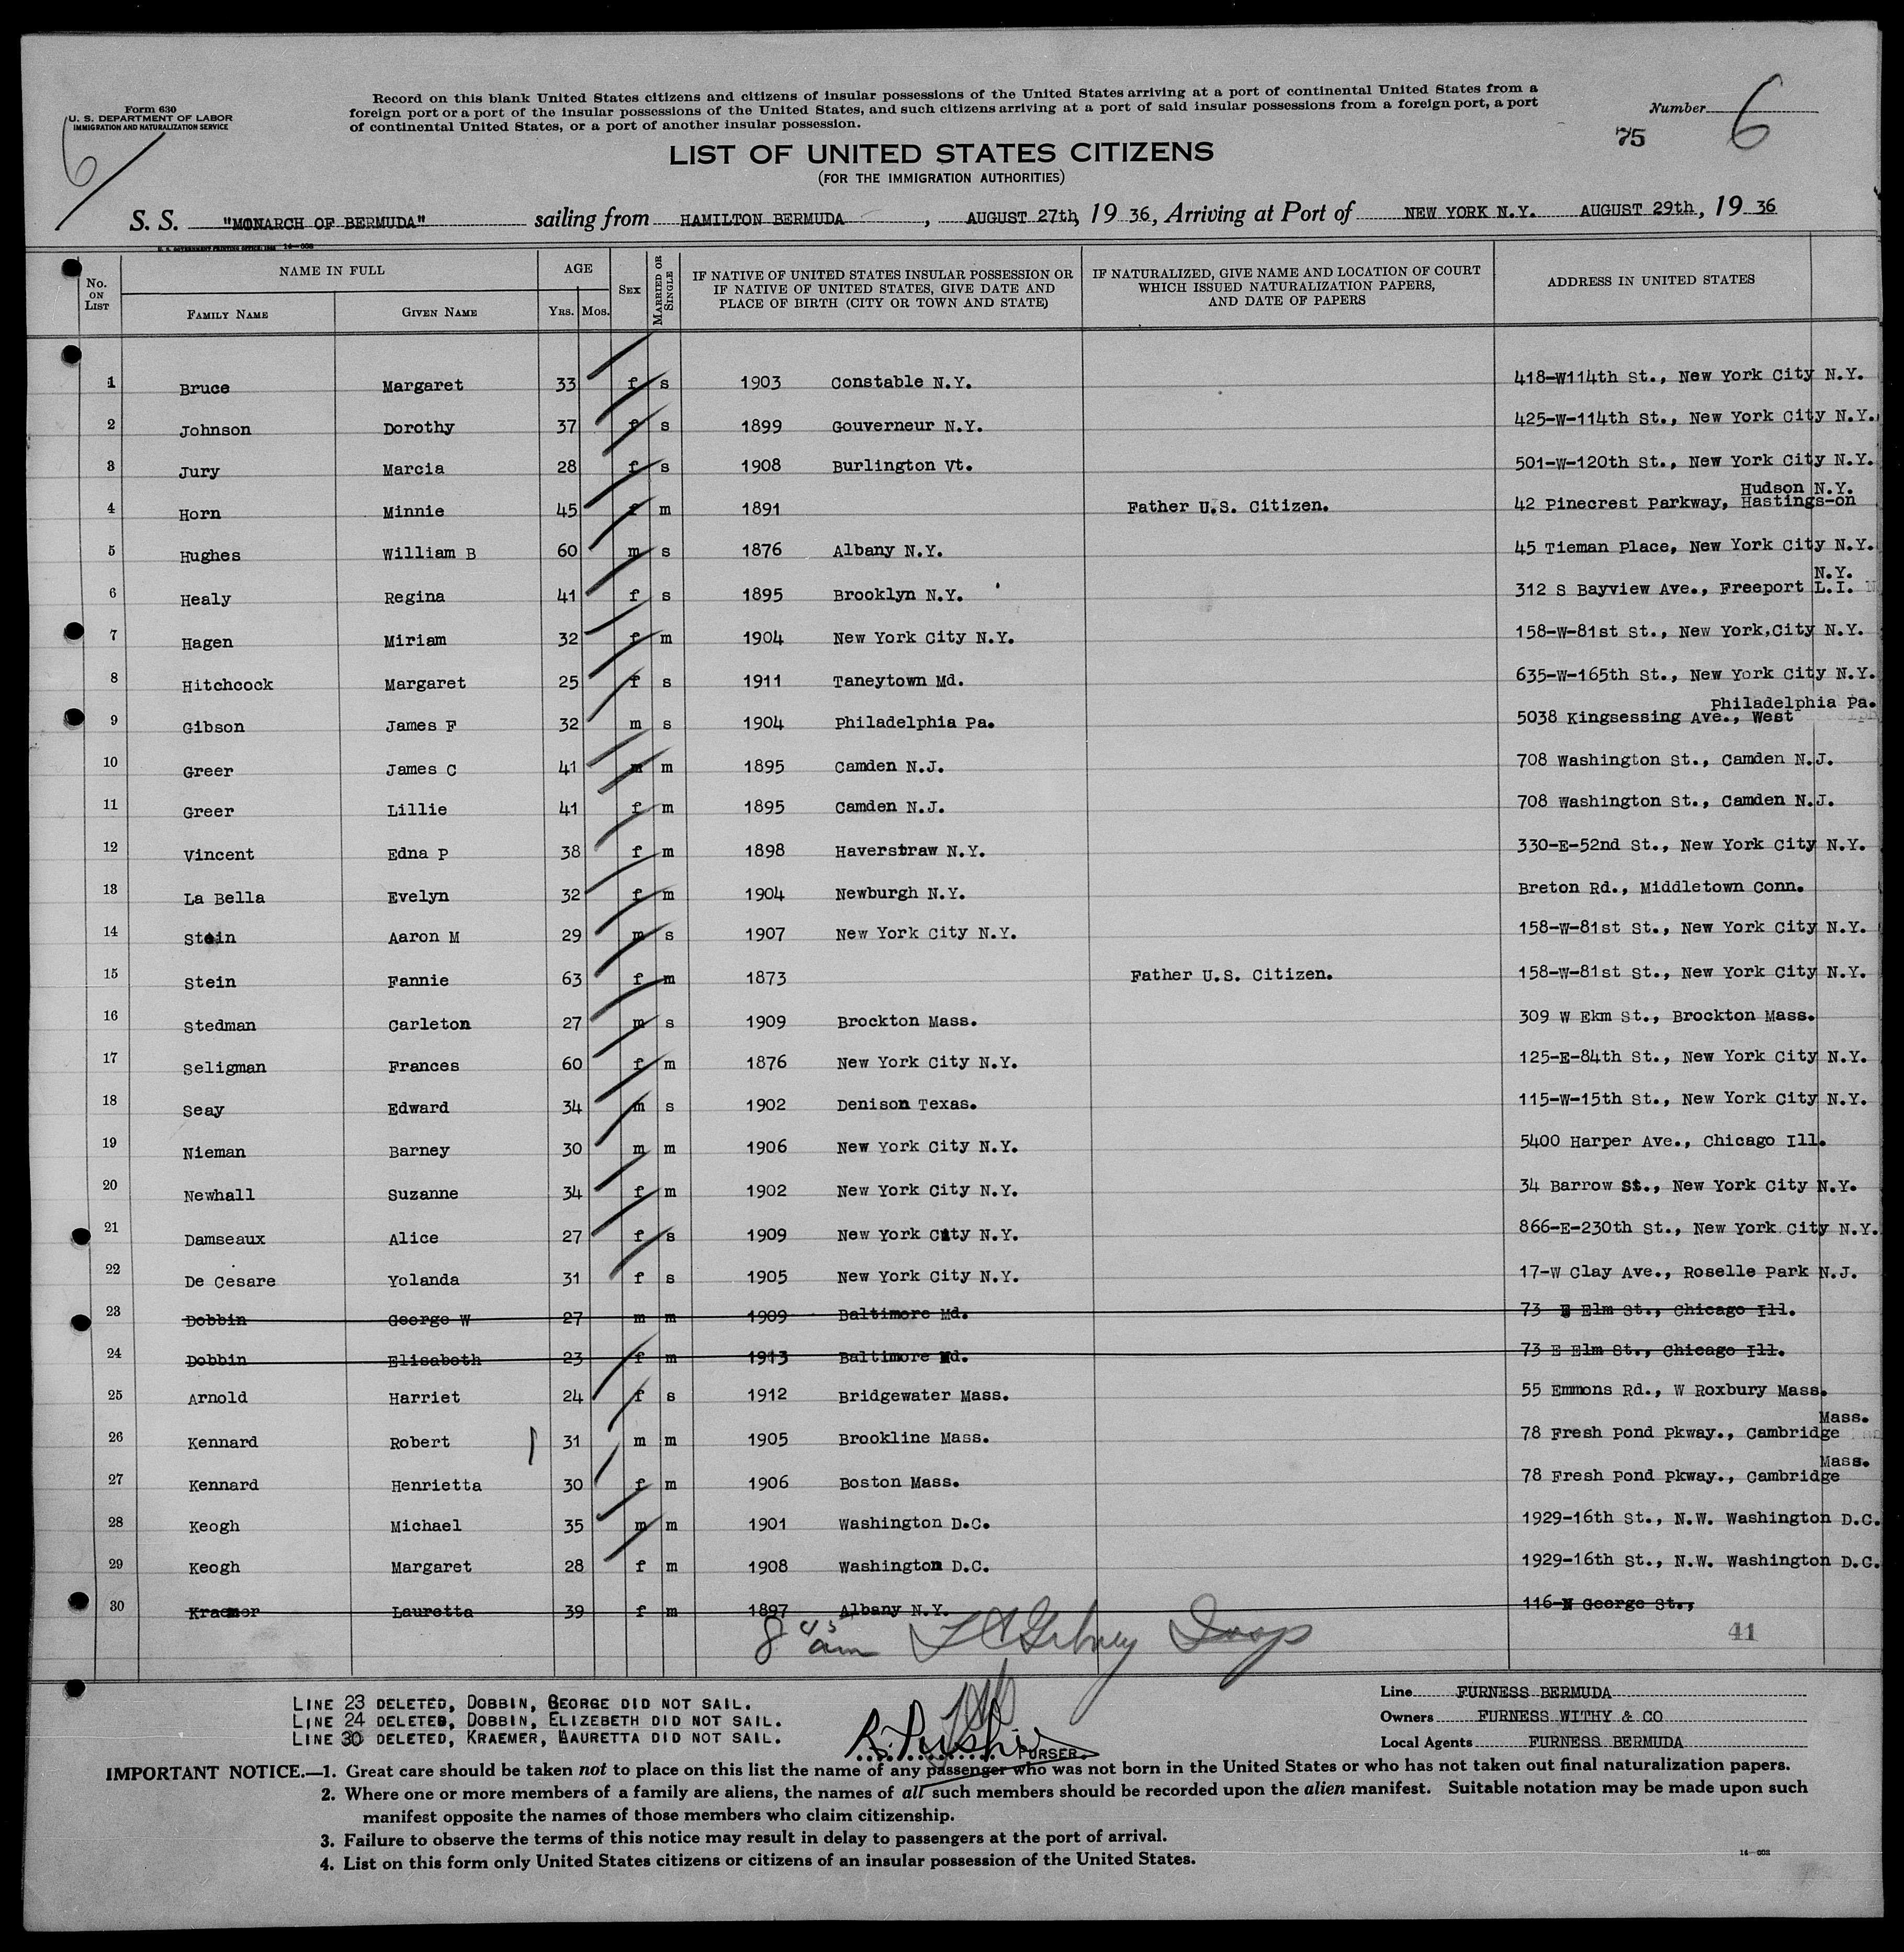 Form 630
U. S. DEPARTMENT OF LABOR
IMMIGRATION AND NATURALIZATION SERVICE
6
Record on this blank United States citizens and citizens of insular possessions of the United States arriving at a port of continental United States from a
foreign port or a port of the insular possessions of the United States, and such citizens arriving at a port of said insular possessions from a foreign port, a port
of continental United States, or a port of another insular possession.
Number 6
75
LIST OF UNITED STATES CITIZENS
(FOR THE IMMIGRATION AUTHORITIES)
S. S. "MONARCH OF BERMUDA" sailing from HAMILTON BERMUDA , AUGUST 27th, 19 36, Arriving at Port of NEW YORK N.Y. AUGUST 29th, 19 36
No. ON LIST
NAME IN FULL
FAMILY NAME
GIVEN NAME
AGE
YRS. MOS.
SEX
MARRIED OR SINGLE
IF NATIVE OF UNITED STATES INSULAR POSSESSION OR
IF NATIVE OF UNITED STATES, GIVE DATE AND
PLACE OF BIRTH (CITY OR TOWN AND STATE)
IF NATURALIZED, GIVE NAME AND LOCATION OF COURT
WHICH ISSUED NATURALIZATION PAPERS,
AND DATE OF PAPERS
ADDRESS IN UNITED STATES
1 Bruce Margaret 33 f s 1903 Constable N.Y. 418-W114th St., New York City N.Y.
2 Johnson Dorothy 37 f s 1899 Gouverneur N.Y. 425-W-114th St., New York City N.Y.
3 Jury Marcia 28 f s 1908 Burlington Vt. 501-W-120th St., New York City N.Y.
Hudson N.Y.
4 Horn Minnie 45 f m 1891 Father U.S. Citizen. 42 Pinecrest Parkway, Hastings-on
5 Hughes William B 60 m s 1876 Albany N.Y. 45 Tieman Place, New York City N.Y.
N.Y.
6 Healy Regina 41 f s 1895 Brooklyn N.Y. 312 S Bayview Ave., Freeport L.I.
7 Hagen Miriam 32 f m 1904 New York City N.Y. 158-W-81st St., New York,City N.Y.
8 Hitchcock Margaret 25 f s 1911 Taneytown Md. 635-W-165th St., New York City N.Y.
Philadelphia Pa.
9 Gibson James F 32 m s 1904 Philadelphia Pa. 5038 Kingsessing Ave., West
10 Greer James C 41 m m 1895 Camden N.J. 708 Washington St., Camden N.J.
11 Greer Lillie 41 f m 1895 Camden N.J. 708 Washington St., Camden N.J.
12 Vincent Edna P 38 f m 1898 Haverstraw N.Y. 330-E-52nd St., New York City N.Y.
13 La Bella Evelyn 32 f m 1904 Newburgh N.Y. Breton Rd., Middletown Conn.
14 Stein Aaron M 29 m s 1907 New York City N.Y. 158-W-81st St., New York City N.Y.
15 Stein Fannie 63 f m 1873 Father U.S. Citizen. 158-W-81st St., New York City N.Y.
16 Stedman Carleton 27 m s 1909 Brockton Mass. 309 W Ekm St., Brockton Mass.
17 Seligman Frances 60 f m 1876 New York City N.Y. 125-E-84th St., New York City N.Y.
18 Seay Edward 34 m s 1902 Denison Texas. 115-W-15th St., New York City N.Y.
19 Nieman Barney 30 m m 1906 New York City N.Y. 5400 Harper Ave., Chicago Ill.
20 Newhall Suzanne 34 f m 1902 New York City N.Y. 34 Barrow St., New York City N.Y.
21 Damseaux Alice 27 f s 1909 New York City N.Y. 866-E-230th St., New York City N.Y.
22 De Cesare Yolanda 31 f s 1905 New York City N.Y. 17-W Clay Ave., Roselle Park N.J.
23 Dobbin George W 27 m m 1909 Baltimore Md. 73 E Elm St., Chicago Ill.
24 Dobbin Elisabeth 23 f m 1913 Baltimore Md. 73 E Elm St., Chicago Ill.
25 Arnold Harriet 24 f s 1912 Bridgewater Mass. 55 Emmons Rd., W Roxbury Mass.
Mass.
26 Kennard Robert 31 m m 1905 Brookline Mass. 78 Fresh Pond Pkway., Cambridge
Mass.
27 Kennard Henrietta 30 f m 1906 Boston Mass. 78 Fresh Pond Pkway., Cambridge
28 Keogh Michael 35 m m 1901 Washington D.C. 1929-16th St., N.W. Washington D.C.
29 Keogh Margaret 28 f m 1908 Washington D.C. 1929-16th St., N.W. Washington D.C.
30 Kraemer Lauretta 39 f m 1897 Albany N.Y. 116-N George St.,
8 45 am Insp
41
LINE 23 DELETED, DOBBIN, GEORGE DID NOT SAIL.
LINE 24 DELETED, DOBBIN, ELIZEBETH DID NOT SAIL.
LINE 30 DELETED, KRAEMER, LAURETTA DID NOT SAIL.
PURSER.
Line FURNESS BERMUDA
Owners FURNESS WITHY & CO
Local Agents FURNESS BERMUDA
IMPORTANT NOTICE.—1. Great care should be taken not to place on this list the name of any passenger who was not born in the United States or who has not taken out final naturalization papers.
2. Where one or more members of a family are aliens, the names of all such members should be recorded upon the alien manifest. Suitable notation may be made upon such
manifest opposite the names of those members who claim citizenship.
3. Failure to observe the terms of this notice may result in delay to passengers at the port of arrival.
4. List on this form only United States citizens or citizens of an insular possession of the United States.